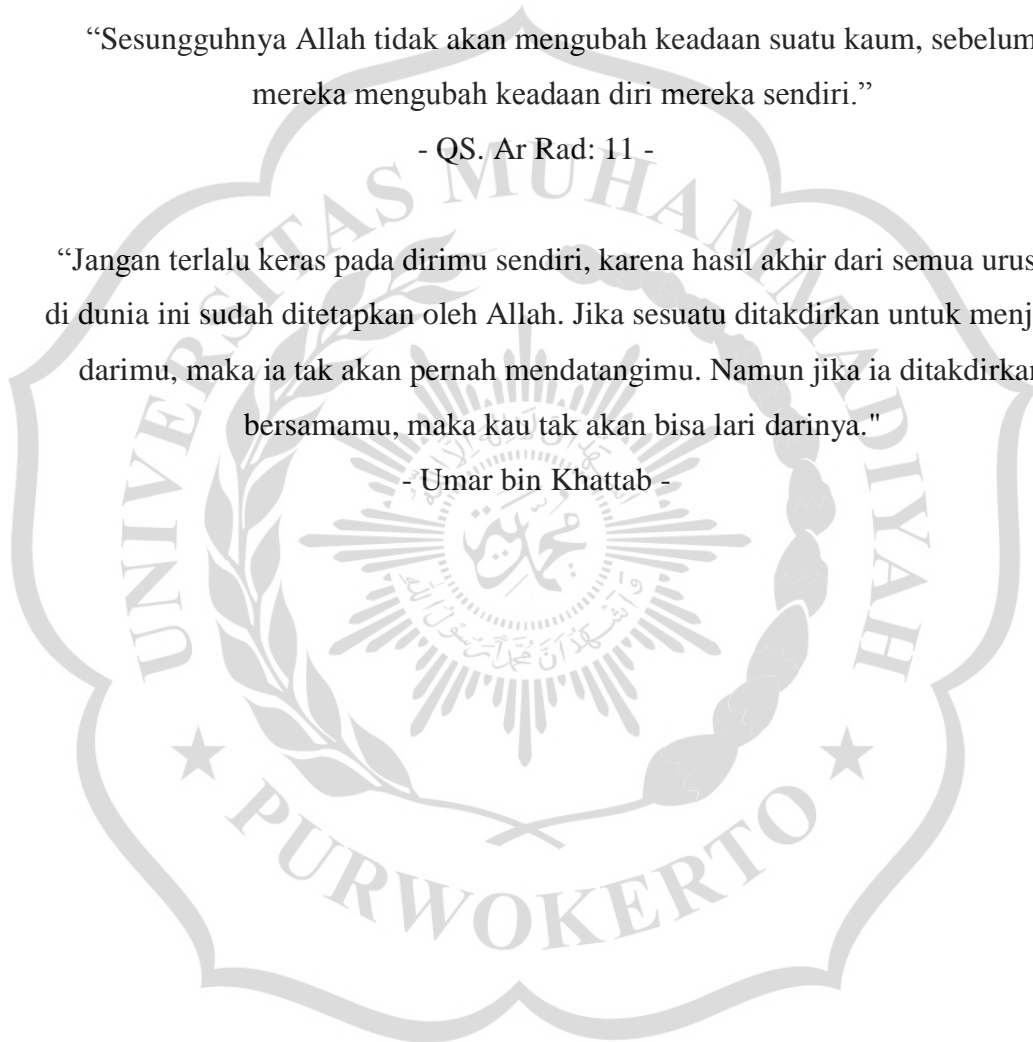 “Sesungguhnya Allah tidak akan mengubah keadaan suatu kaum, sebelum
mereka mengubah keadaan diri mereka sendiri.”
- QS. Ar Rad: 11 -
“Jangan terlalu keras pada dirimu sendiri, karena hasil akhir dari semua
di dunia ini sudah ditetapkan oleh Allah. Jika sesuatu ditakdirkan untuk
darimu, maka ia tak akan pernah mendatangimu. Namun jika ia
bersamamu, maka kau tak akan bisa lari darinya."
- Umar bin Khattab -
UNIVERSITAS MUHAMMADIYAH
★ PURWOKERTO ★